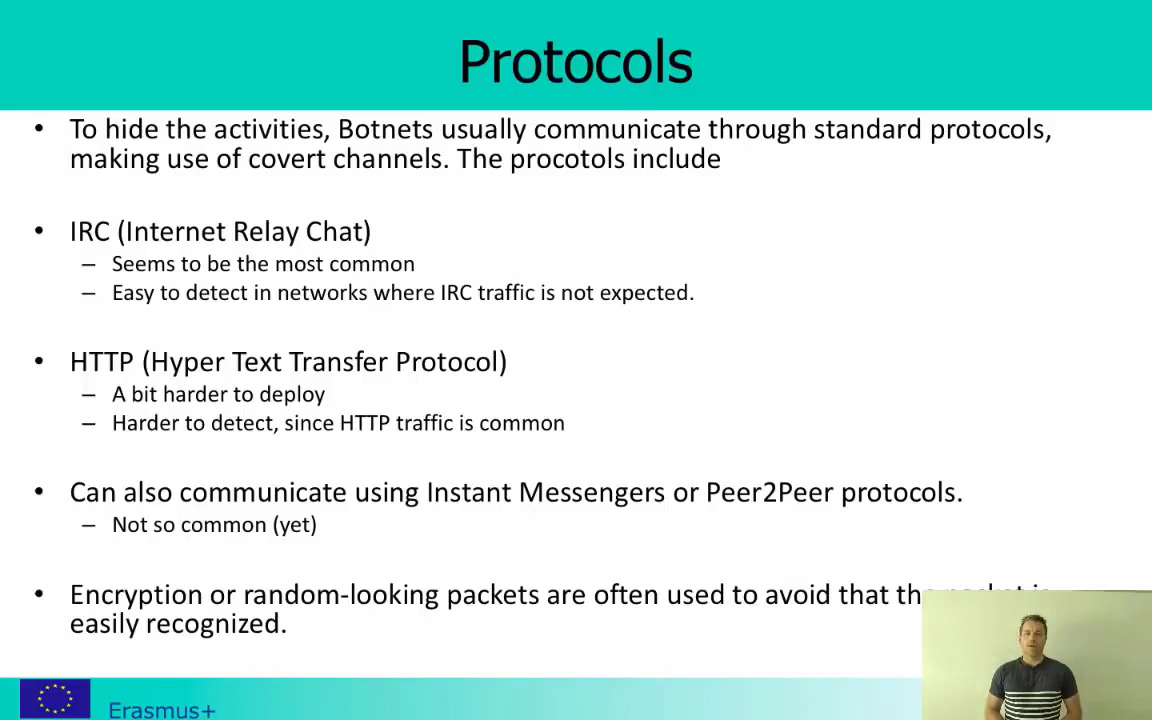 Protocols
• To hide the activities, Botnets usually communicate through standard protocols,
making use of covert channels. The procotols include
• IRC (Internet Relay Chat)
– Seems to be the most common
– Easy to detect in networks where IRC traffic is not expected.
• HTTP (Hyper Text Transfer Protocol)
– A bit harder to deploy
– Harder to detect, since HTTP traffic is common
• Can also communicate using Instant Messengers or Peer2Peer protocols.
– Not so common (yet)
• Encryption or random-looking packets are often used to avoid that
easily recognized.
Erasmus+